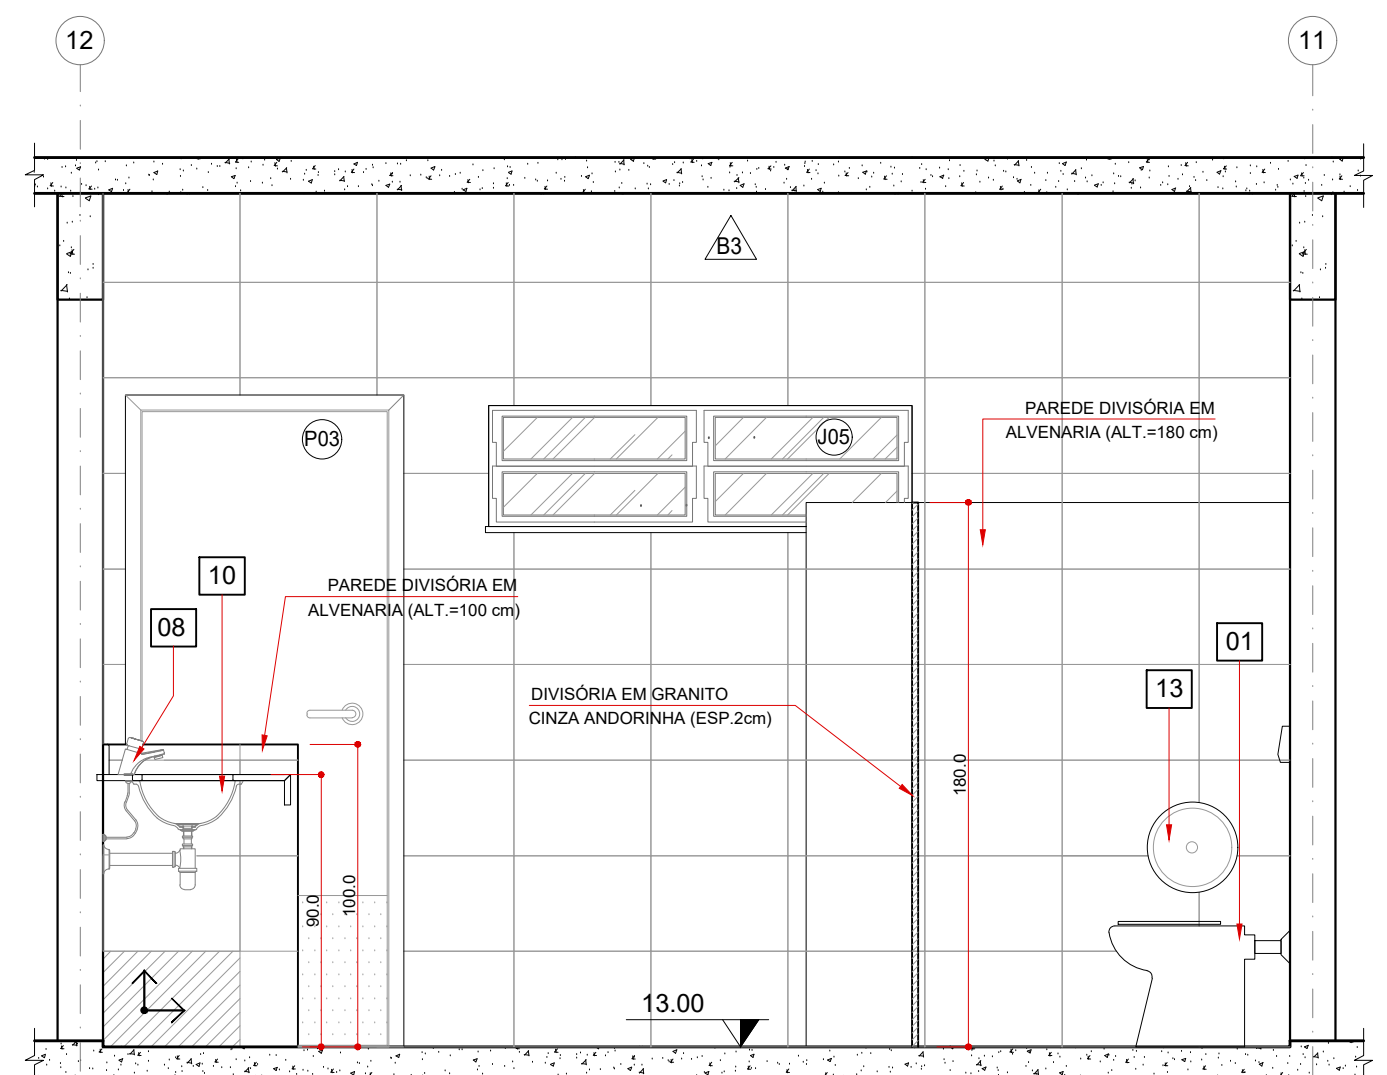 12
11
B3
P03
J05
PAREDE DIVISÓRIA EM
ALVENARIA (ALT.=180 cm)
10
PAREDE DIVISÓRIA EM
ALVENARIA (ALT.=100 cm)
08
01
13
DIVISÓRIA EM GRANITO
CINZA ANDORINHA (ESP.2cm)
180.0
90.0
100.0
13.00